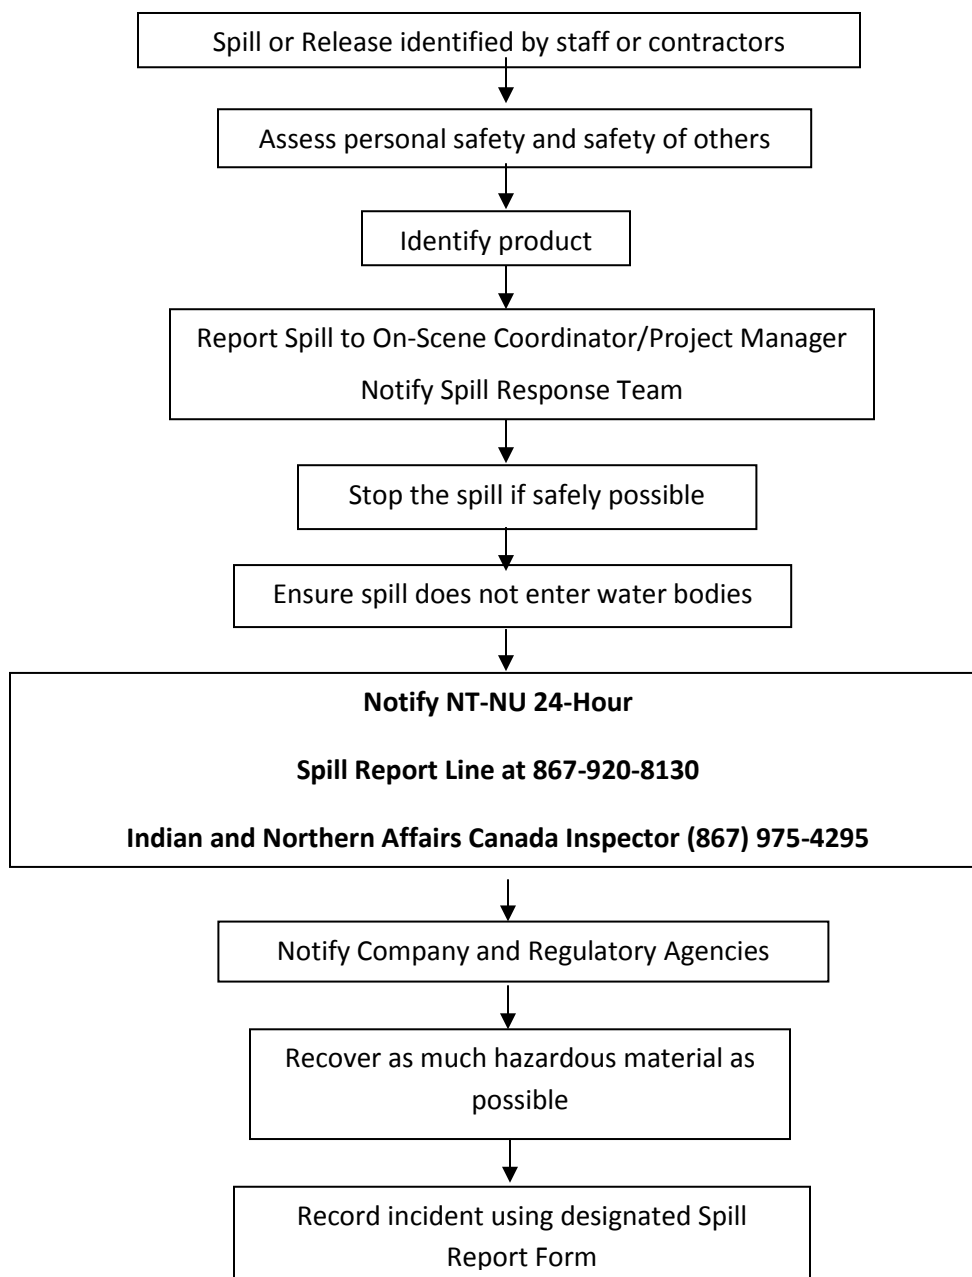 Spill or Release identified by staff or contractors
Assess personal safety and safety of others
Identify product
Report Spill to On-Scene Coordinator/Project Manager
Notify Spill Response Team
Stop the spill if safely possible
Ensure spill does not enter water bodies
Notify NT-NU 24-Hour
Spill Report Line at 867-920-8130
Indian and Northern Affairs Canada Inspector (867) 975-4295
Notify Company and Regulatory Agencies
Recover as much hazardous material as
possible
Record incident using designated Spill
Report Form